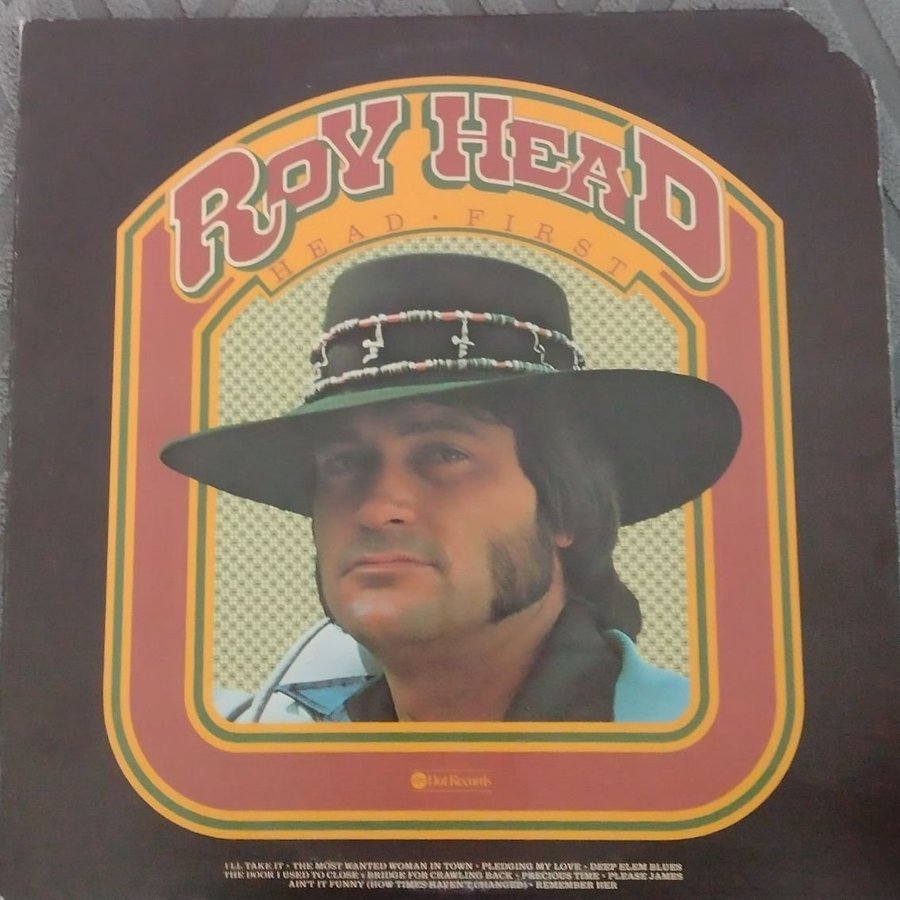 ROY HEAD
HEAD · FIRST
abc Dot Records
I'LL TAKE IT • THE MOST WANTED WOMAN IN TOWN • PLEDGING MY LOVE • DEEP ELEM BLUES
THE DOOR I USED TO CLOSE • BRIDGE FOR CRAWLING BACK • PRECIOUS TIME • PLEASE JAMES
AIN'T IT FUNNY (HOW TIMES HAVEN'T CHANGED) • REMEMBER HER